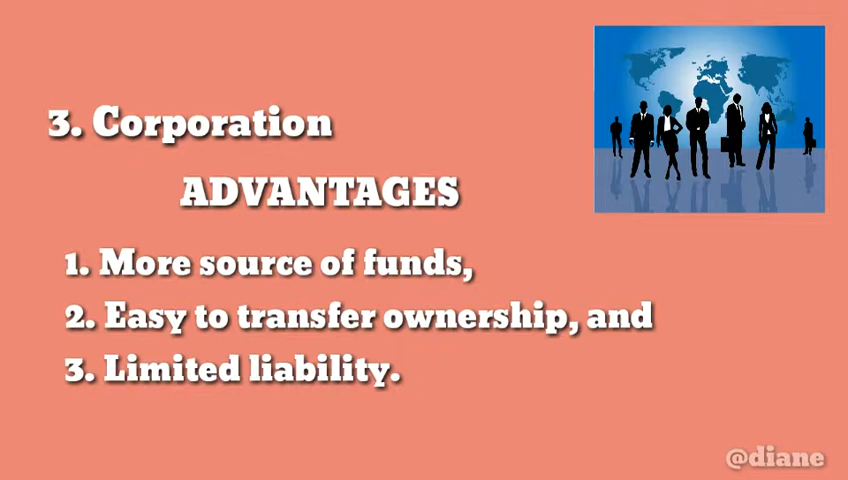 3. Corporation
ADVANTAGES
1. More source of funds,
2. Easy to transfer ownership, and
3. Limited liability.
@diane